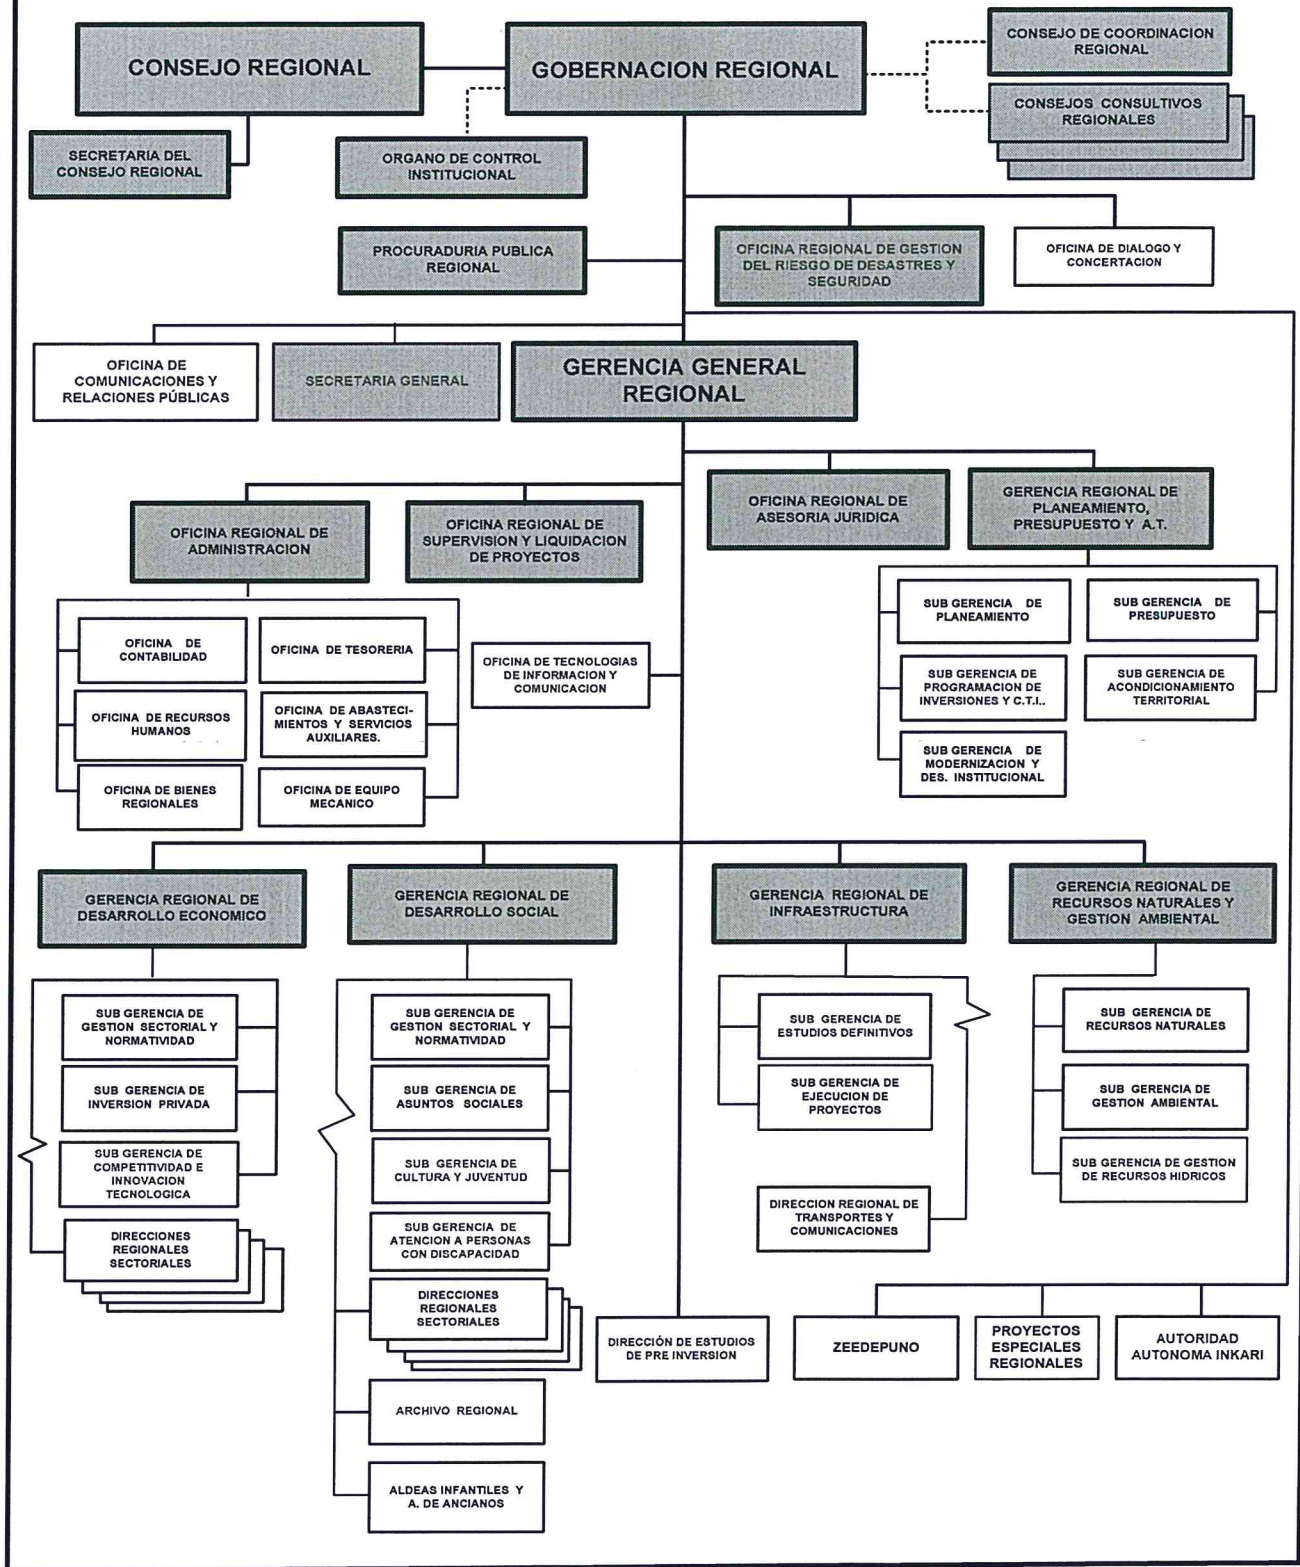 CONSEJO REGIONAL
GOBERNACION REGIONAL
CONSEJO DE COORDINACION
REGIONAL
CONSEJOS CONSULTIVOS
REGIONALES
SECRETARIA DEL
CONSEJO REGIONAL
ORGANO DE CONTROL
INSTITUCIONAL
PROCURADURIA PUBLICA
REGIONAL
OFICINA REGIONAL DE GESTION
DEL RIESGO DE DESASTRES Y
SEGURIDAD
OFICINA DE DIALOGO Y
CONCERTACION
OFICINA DE
COMUNICACIONES Y
RELACIONES PÚBLICAS
SECRETARIA GENERAL
GERENCIA GENERAL
REGIONAL
OFICINA REGIONAL DE
ADMINISTRACION
OFICINA REGIONAL DE
SUPERVISION Y LIQUIDACION
DE PROYECTOS
OFICINA REGIONAL DE
ASESORIA JURIDICA
GERENCIA REGIONAL DE
PLANEAMIENTO,
PRESUPUESTO Y A.T.
OFICINA DE
CONTABILIDAD
OFICINA DE TESORERIA
OFICINA DE RECURSOS
HUMANOS
OFICINA DE ABASTECI-
MIENTOS Y SERVICIOS
AUXILIARES.
OFICINA DE BIENES
REGIONALES
OFICINA DE EQUIPO
MECANICO
OFICINA DE TECNOLOGIAS
DE INFORMACION Y
COMUNICACION
SUB GERENCIA DE
PLANEAMIENTO
SUB GERENCIA DE
PRESUPUESTO
SUB GERENCIA DE
PROGRAMACION DE
INVERSIONES Y C.T.I..
SUB GERENCIA DE
ACONDICIONAMIENTO
TERRITORIAL
SUB GERENCIA DE
MODERNIZACION Y
DES. INSTITUCIONAL
GERENCIA REGIONAL DE
DESARROLLO ECONOMICO
GERENCIA REGIONAL DE
DESARROLLO SOCIAL
GERENCIA REGIONAL DE
INFRAESTRUCTURA
GERENCIA REGIONAL DE
RECURSOS NATURALES Y
GESTION AMBIENTAL
SUB GERENCIA DE
GESTION SECTORIAL Y
NORMATIVIDAD
SUB GERENCIA DE
INVERSION PRIVADA
SUB GERENCIA DE
COMPETITIVIDAD E
INNOVACION
TECNOLOGICA
DIRECCIONES
REGIONALES
SECTORIALES
SUB GERENCIA DE
GESTION SECTORIAL Y
NORMATIVIDAD
SUB GERENCIA DE
ASUNTOS SOCIALES
SUB GERENCIA DE
CULTURA Y JUVENTUD
SUB GERENCIA DE
ATENCION A PERSONAS
CON DISCAPACIDAD
DIRECCIONES
REGIONALES
SECTORIALES
ARCHIVO REGIONAL
ALDEAS INFANTILES Y
A. DE ANCIANOS
SUB GERENCIA DE
ESTUDIOS DEFINITIVOS
SUB GERENCIA DE
EJECUCION DE
PROYECTOS
DIRECCION REGIONAL DE
TRANSPORTES Y
COMUNICACIONES
SUB GERENCIA DE
RECURSOS NATURALES
SUB GERENCIA DE
GESTION AMBIENTAL
SUB GERENCIA DE GESTION
DE RECURSOS HIDRICOS
DIRECCIÓN DE ESTUDIOS
DE PRE INVERSION
ZEEDEPUNO
PROYECTOS
ESPECIALES
REGIONALES
AUTORIDAD
AUTONOMA INKARI